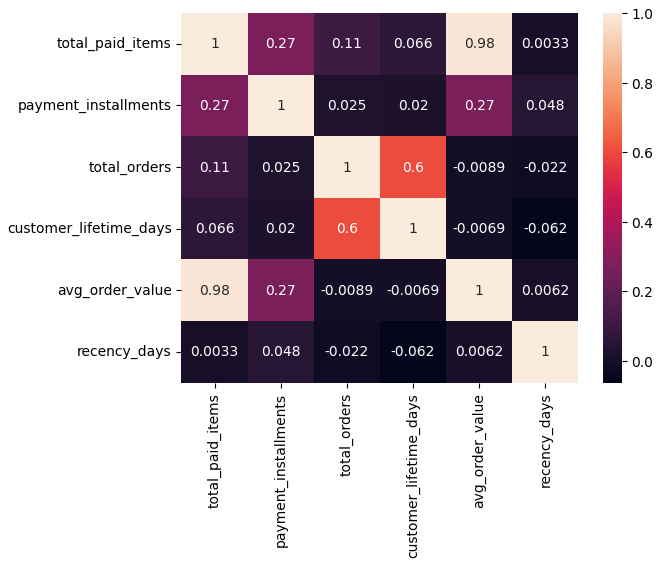 total_paid_items 1 0.27 0.11 0.066 0.98 0.0033
payment_installments 0.27 1 0.025 0.02 0.27 0.048
total_orders 0.11 0.025 1 0.6 -0.0089 -0.022
customer_lifetime_days 0.066 0.02 0.6 1 -0.0069 -0.062
avg_order_value 0.98 0.27 -0.0089 -0.0069 1 0.0062
recency_days 0.0033 0.048 -0.022 -0.062 0.0062 1
total_paid_items
payment_installments
total_orders
customer_lifetime_days
avg_order_value
recency_days
1.0
0.8
0.6
0.4
0.2
0.0